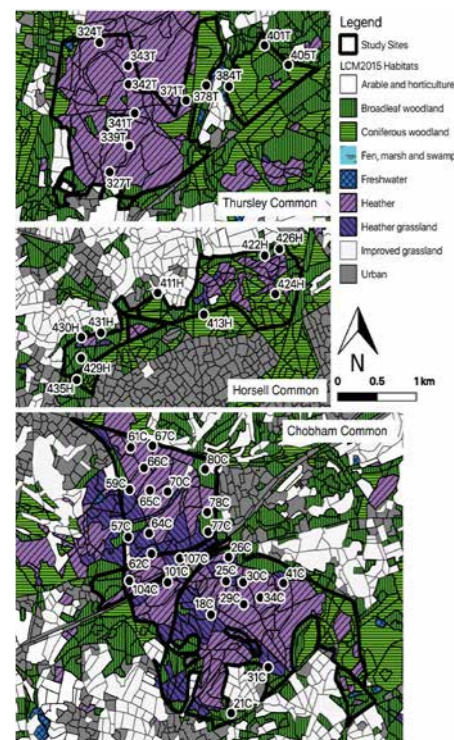 324T
343T
342T
371T
378T
384T
401T
405T
341T
339T
327T
Thursley Common
Legend
Study Sites
LCM2015 Habitats
Arable and horticulture
Broadleaf woodland
Coniferous woodland
Fen, marsh and swamp
Freshwater
Heather
Heather grassland
Improved grassland
Urban
N
0 0.5 1 km
426H
422H
411H
424H
431H
430H
413H
429H
435H
Horsell Common
Chobham Common
61C
67C
66C
80C
59C
65C
70C
78C
57C
64C
77C
62C
107C
26C
104C
101C
25C
30C
41C
29C
34C
18C
31C
21C